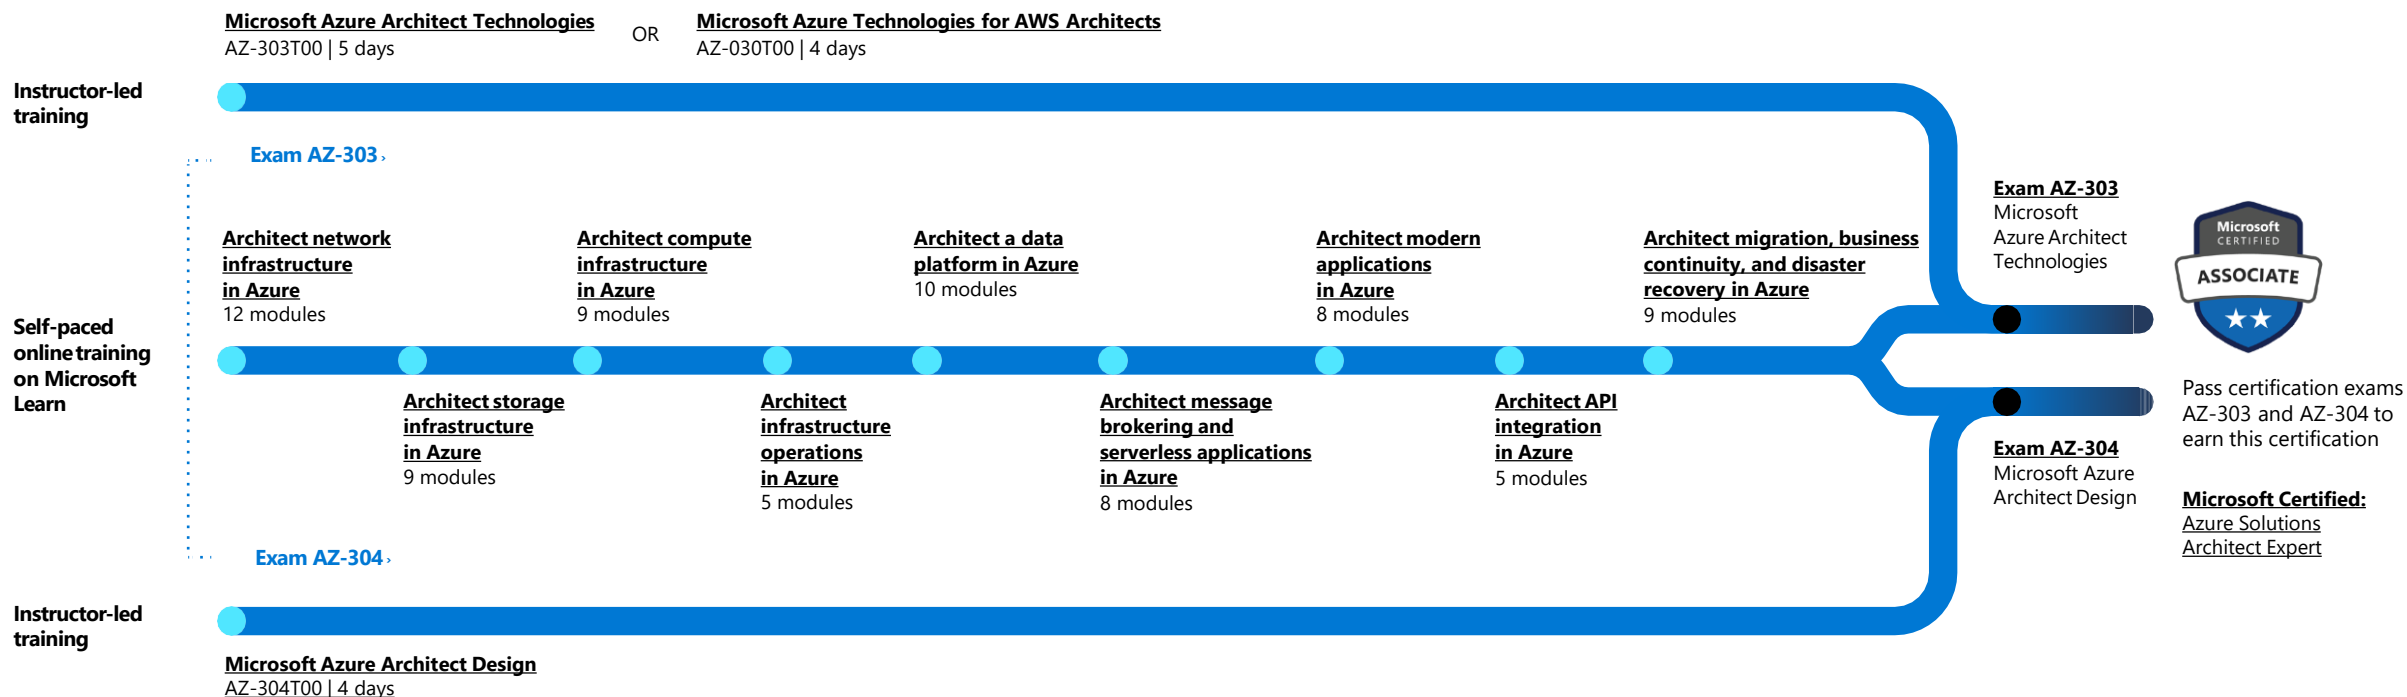 Microsoft Azure Architect Technologies
AZ-303T00 | 5 days
OR
Microsoft Azure Technologies for AWS Architects
AZ-030T00 | 4 days
Instructor-led
training
Exam AZ-303 ›
Architect network
infrastructure
in Azure
12 modules
Architect compute
infrastructure
in Azure
9 modules
Architect a data
platform in Azure
10 modules
Architect modern
applications
in Azure
8 modules
Architect migration, business
continuity, and disaster
recovery in Azure
9 modules
Self-paced
online training
on Microsoft
Learn
Architect storage
infrastructure
in Azure
9 modules
Architect
infrastructure
operations
in Azure
5 modules
Architect message
brokering and
serverless applications
in Azure
8 modules
Architect API
integration
in Azure
5 modules
Exam AZ-304 ›
Instructor-led
training
Microsoft Azure Architect Design
AZ-304T00 | 4 days
Exam AZ-303
Microsoft
Azure Architect
Technologies
Exam AZ-304
Microsoft Azure
Architect Design
Microsoft
CERTIFIED
ASSOCIATE
Pass certification exams
AZ-303 and AZ-304 to
earn this certification
Microsoft Certified:
Azure Solutions
Architect Expert